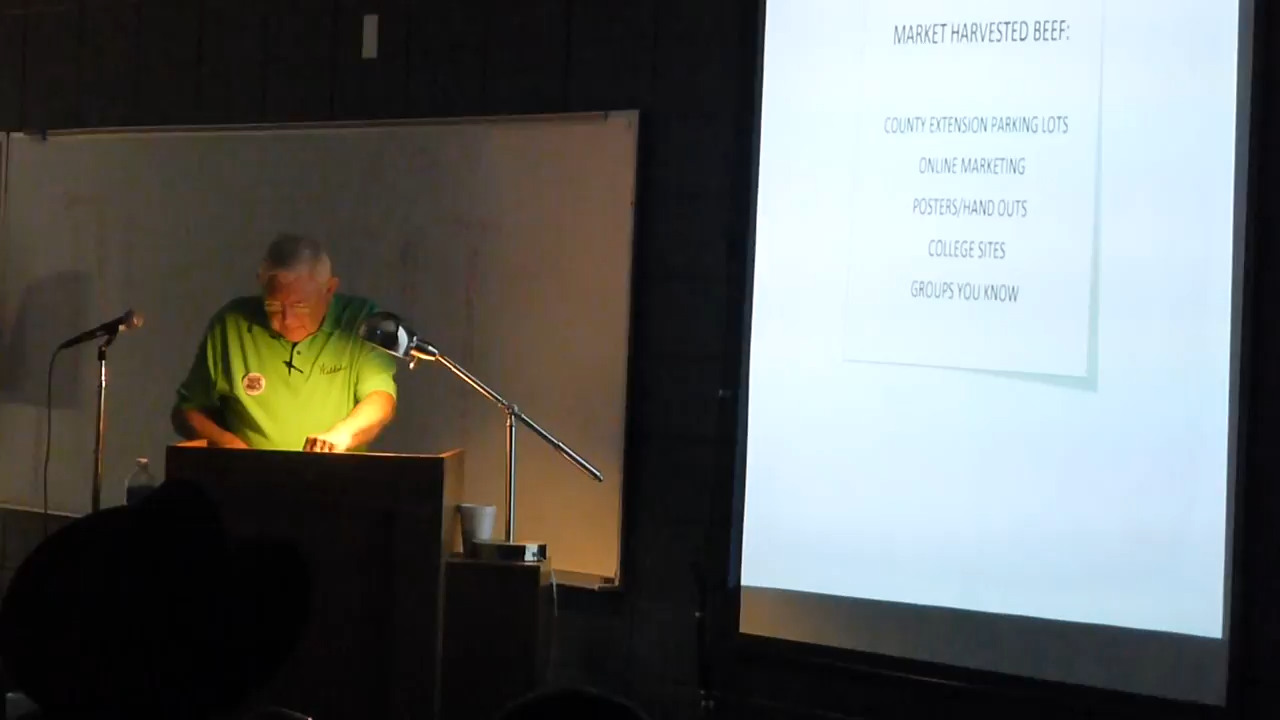 MARKET HARVESTED BEEF:
COUNTY EXTENSION PARKING LOTS
ONLINE MARKETING
POSTERS/HAND OUTS
COLLEGE SITES
GROUPS YOU KNOW